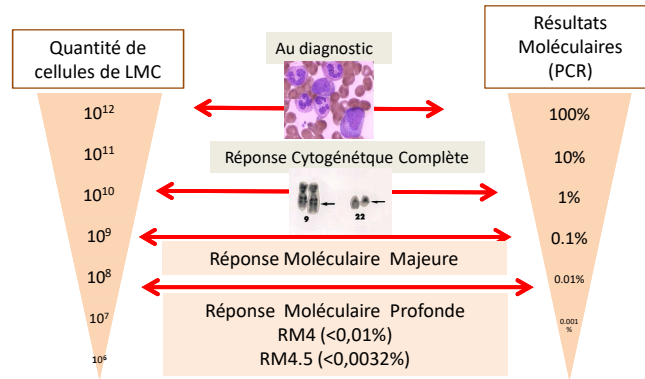 Quantité de
cellules de LMC
Au diagnostic
Résultats
Moléculaires
(PCR)
10¹²
100%
10¹¹
Réponse Cytogénétque Complète
10%
10¹⁰
1%
9
22
10⁹
0.1%
Réponse Moléculaire Majeure
10⁸
0.01%
Réponse Moléculaire Profonde
10⁷
0.001
%
RM4 (<0,01%)
RM4.5 (<0,0032%)
10⁶